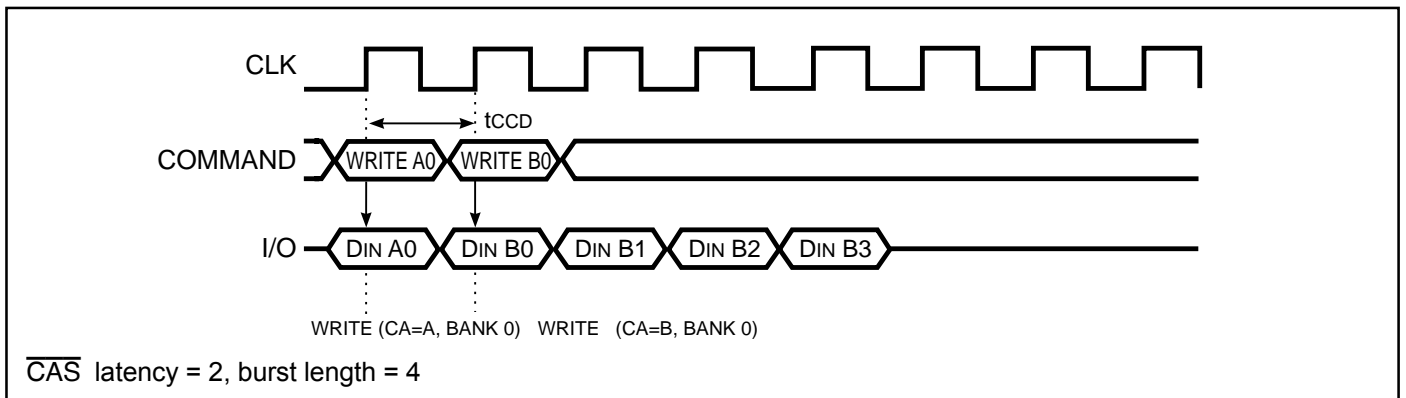 CLK
tCCD
COMMAND WRITE A0 WRITE B0
I/O DIN A0 DIN B0 DIN B1 DIN B2 DIN B3
WRITE (CA=A, BANK 0) WRITE (CA=B, BANK 0)
CAS latency = 2, burst length = 4